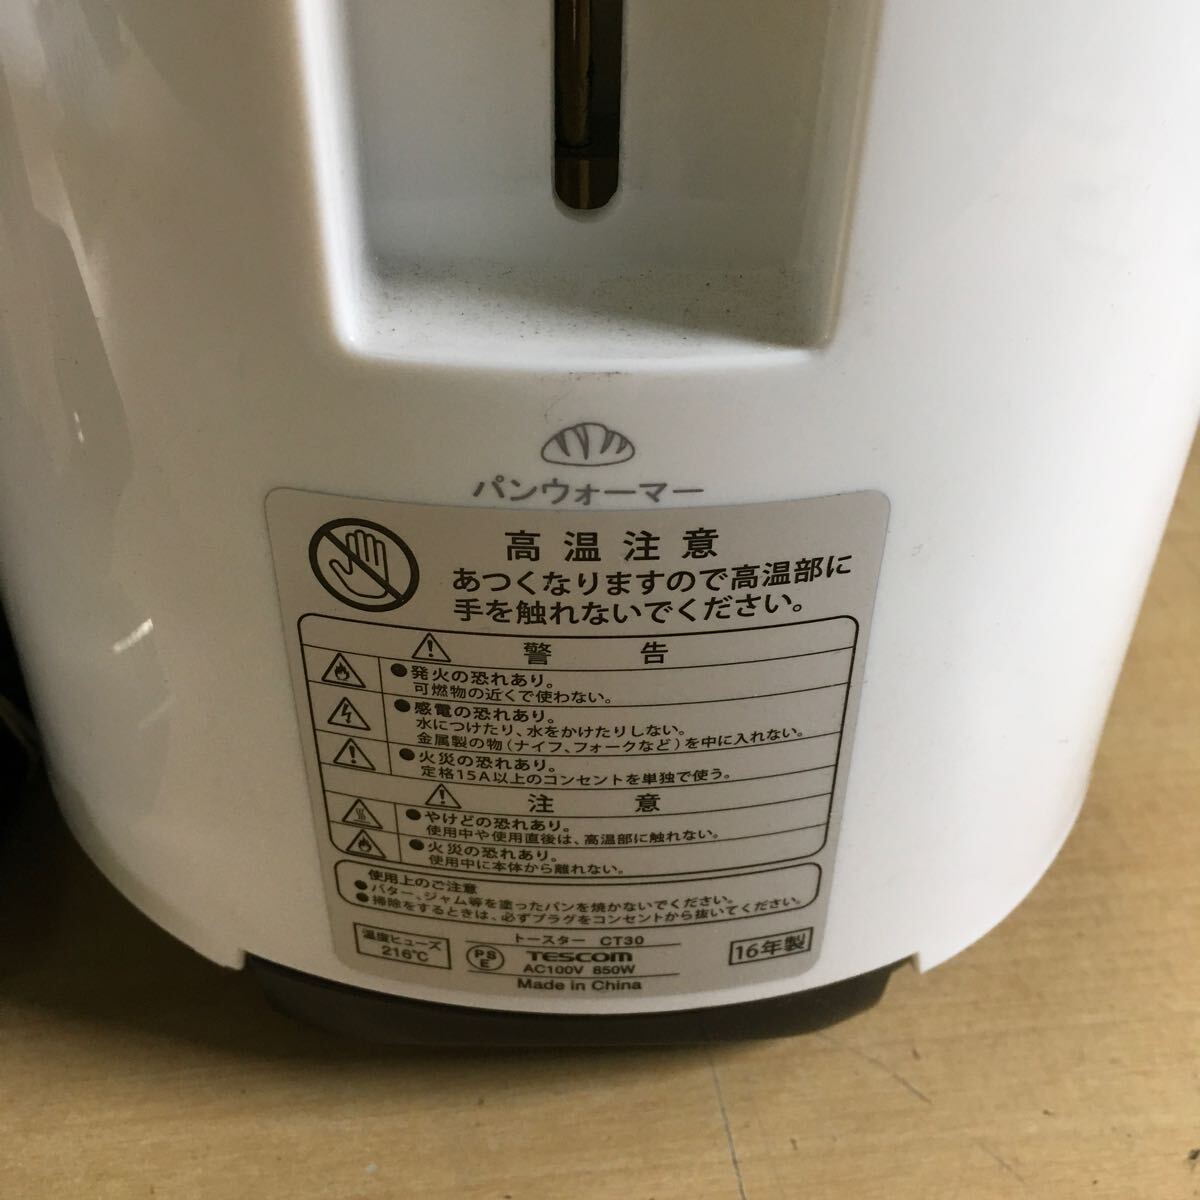 パンウォーマー
高温注意
あつくなりますので高温部に
手を触れないでください。
警告
●発火の恐れあり。
可燃物の近くで使わない。
●感電の恐れあり。
水につけたり、水をかけたりしない。
金属製の物(ナイフ、フォークなど)を中に入れない。
●火災の恐れあり。
定格15A以上のコンセントを単独で使う。
注意
●やけどの恐れあり。
使用中や使用直後は、高温部に触れない。
●火災の恐れあり。
使用中に本体から離れない。
使用上のご注意
●バター、ジャム等を塗ったパンを焼かないでください。
●掃除をするときは、必ずプラグをコンセントから抜いてください。
温度ヒューズ
216℃
PS
E
トースター CT30
TESCOM
AC100V 850W
Made in China
16年製